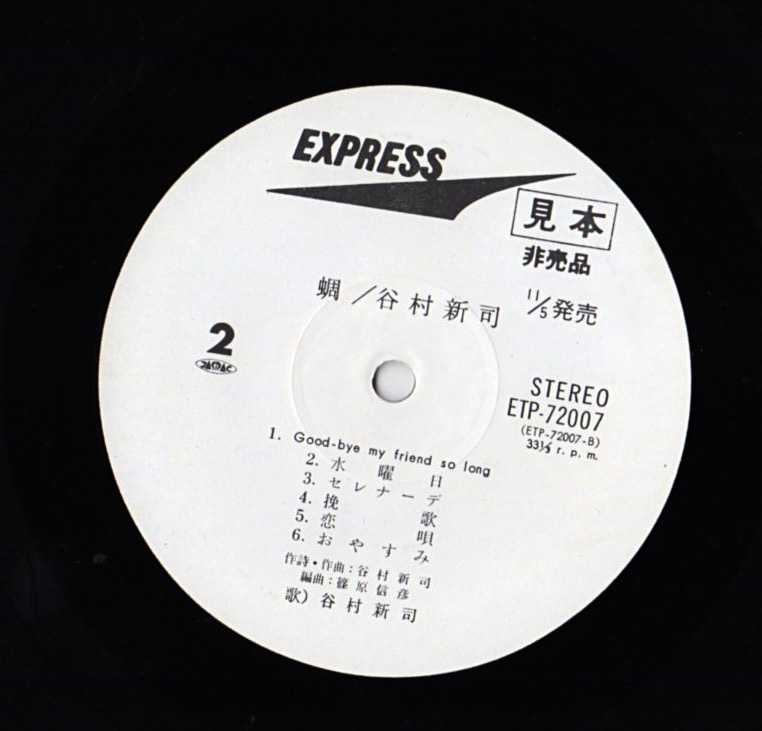 EXPRESS
見本
非売品
11/5発売
蜩/谷村新司
2
STEREO
ETP-72007
(ETP-72007-B)
33⅓ r. p. m.
1. Good-bye my friend so long
2. 水曜日
3. セレナーデ
4. 挽歌
5. 恋唄
6. おやすみ
作詩・作曲:谷村新司
編曲:篠原信彦
歌)谷村新司